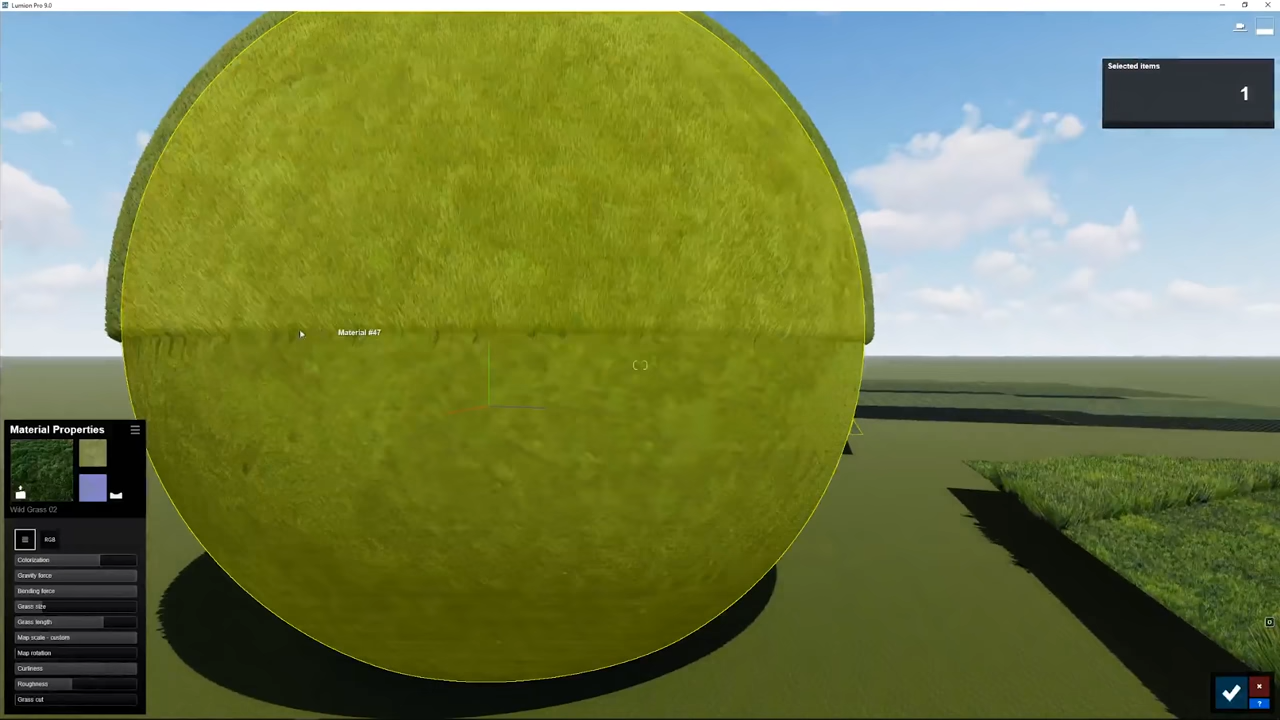 Lumion Pro 9.0
Selected items
1
Material #47
Material Properties
Wild Grass 02
RGB
Colorization
Gravity force
Bending force
Grass size
Grass length
Map scale - custom
Map rotation
Curliness
Roughness
Grass cut
?